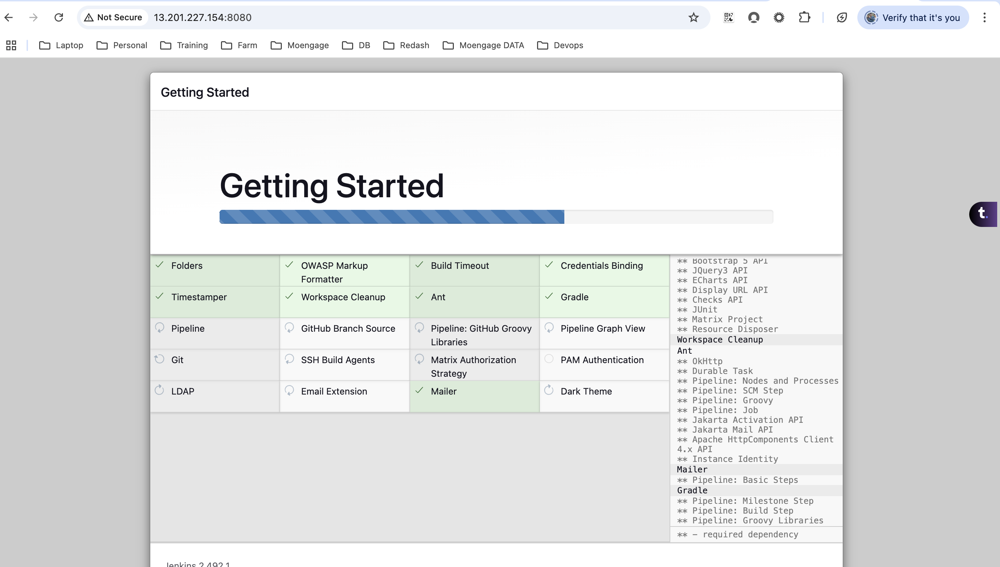 Not Secure
13.201.227.154:8080
Verify that it's you
Laptop
Personal
Training
Farm
Moengage
DB
Redash
Moengage DATA
Devops
Getting Started
Getting Started
t.
Folders
OWASP Markup
Formatter
Build Timeout
Credentials Binding
Timestamper
Workspace Cleanup
Ant
Gradle
Pipeline
GitHub Branch Source
Pipeline: GitHub Groovy
Libraries
Pipeline Graph View
Git
SSH Build Agents
Matrix Authorization
Strategy
PAM Authentication
LDAP
Email Extension
Mailer
Dark Theme
** Bootstrap 5 API
** JQuery3 API
** ECharts API
** Display URL API
** Checks API
** JUnit
** Matrix Project
** Resource Disposer
Workspace Cleanup
Ant
** OkHttp
** Durable Task
** Pipeline: Nodes and Processes
** Pipeline: SCM Step
** Pipeline: Groovy
** Pipeline: Job
** Jakarta Activation API
** Jakarta Mail API
** Apache HttpComponents Client
4.x API
** Instance Identity
Mailer
** Pipeline: Basic Steps
Gradle
** Pipeline: Milestone Step
** Pipeline: Build Step
** Pipeline: Groovy Libraries
** - required dependency
Jenkins 2.492.1